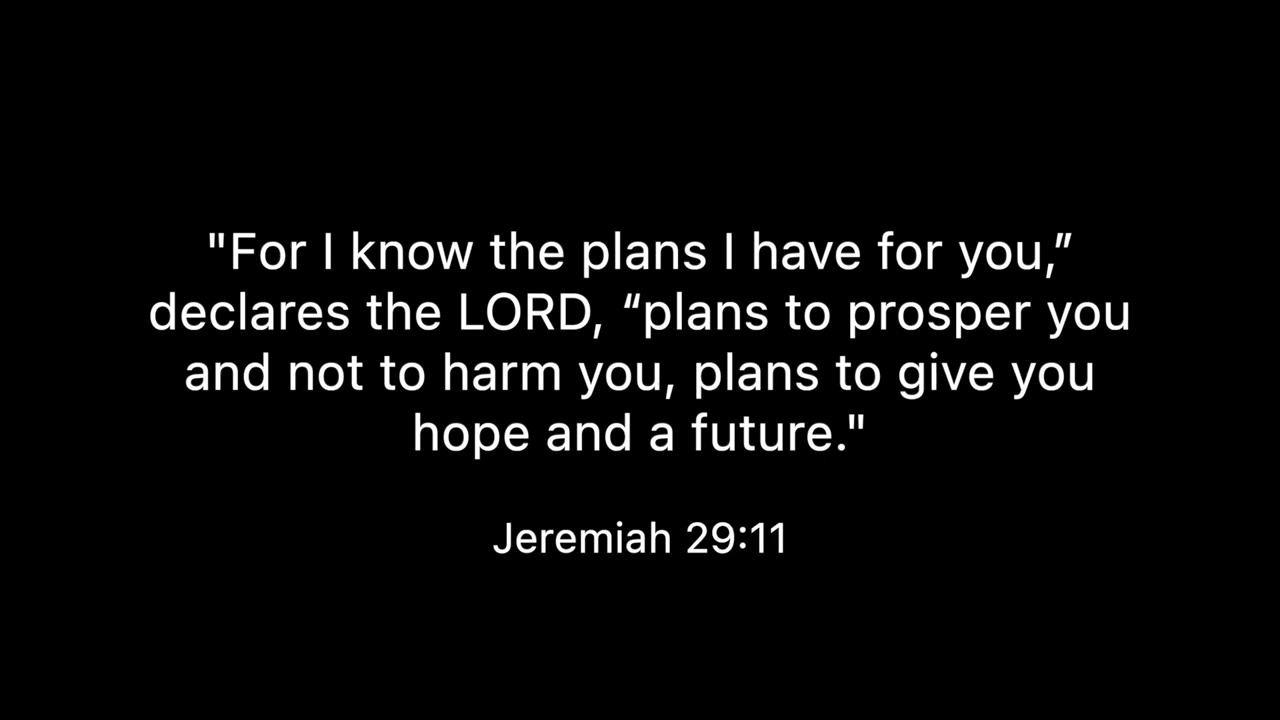 "For I know the plans I have for you,”
declares the LORD, “plans to prosper you
and not to harm you, plans to give you
hope and a future."
Jeremiah 29:11